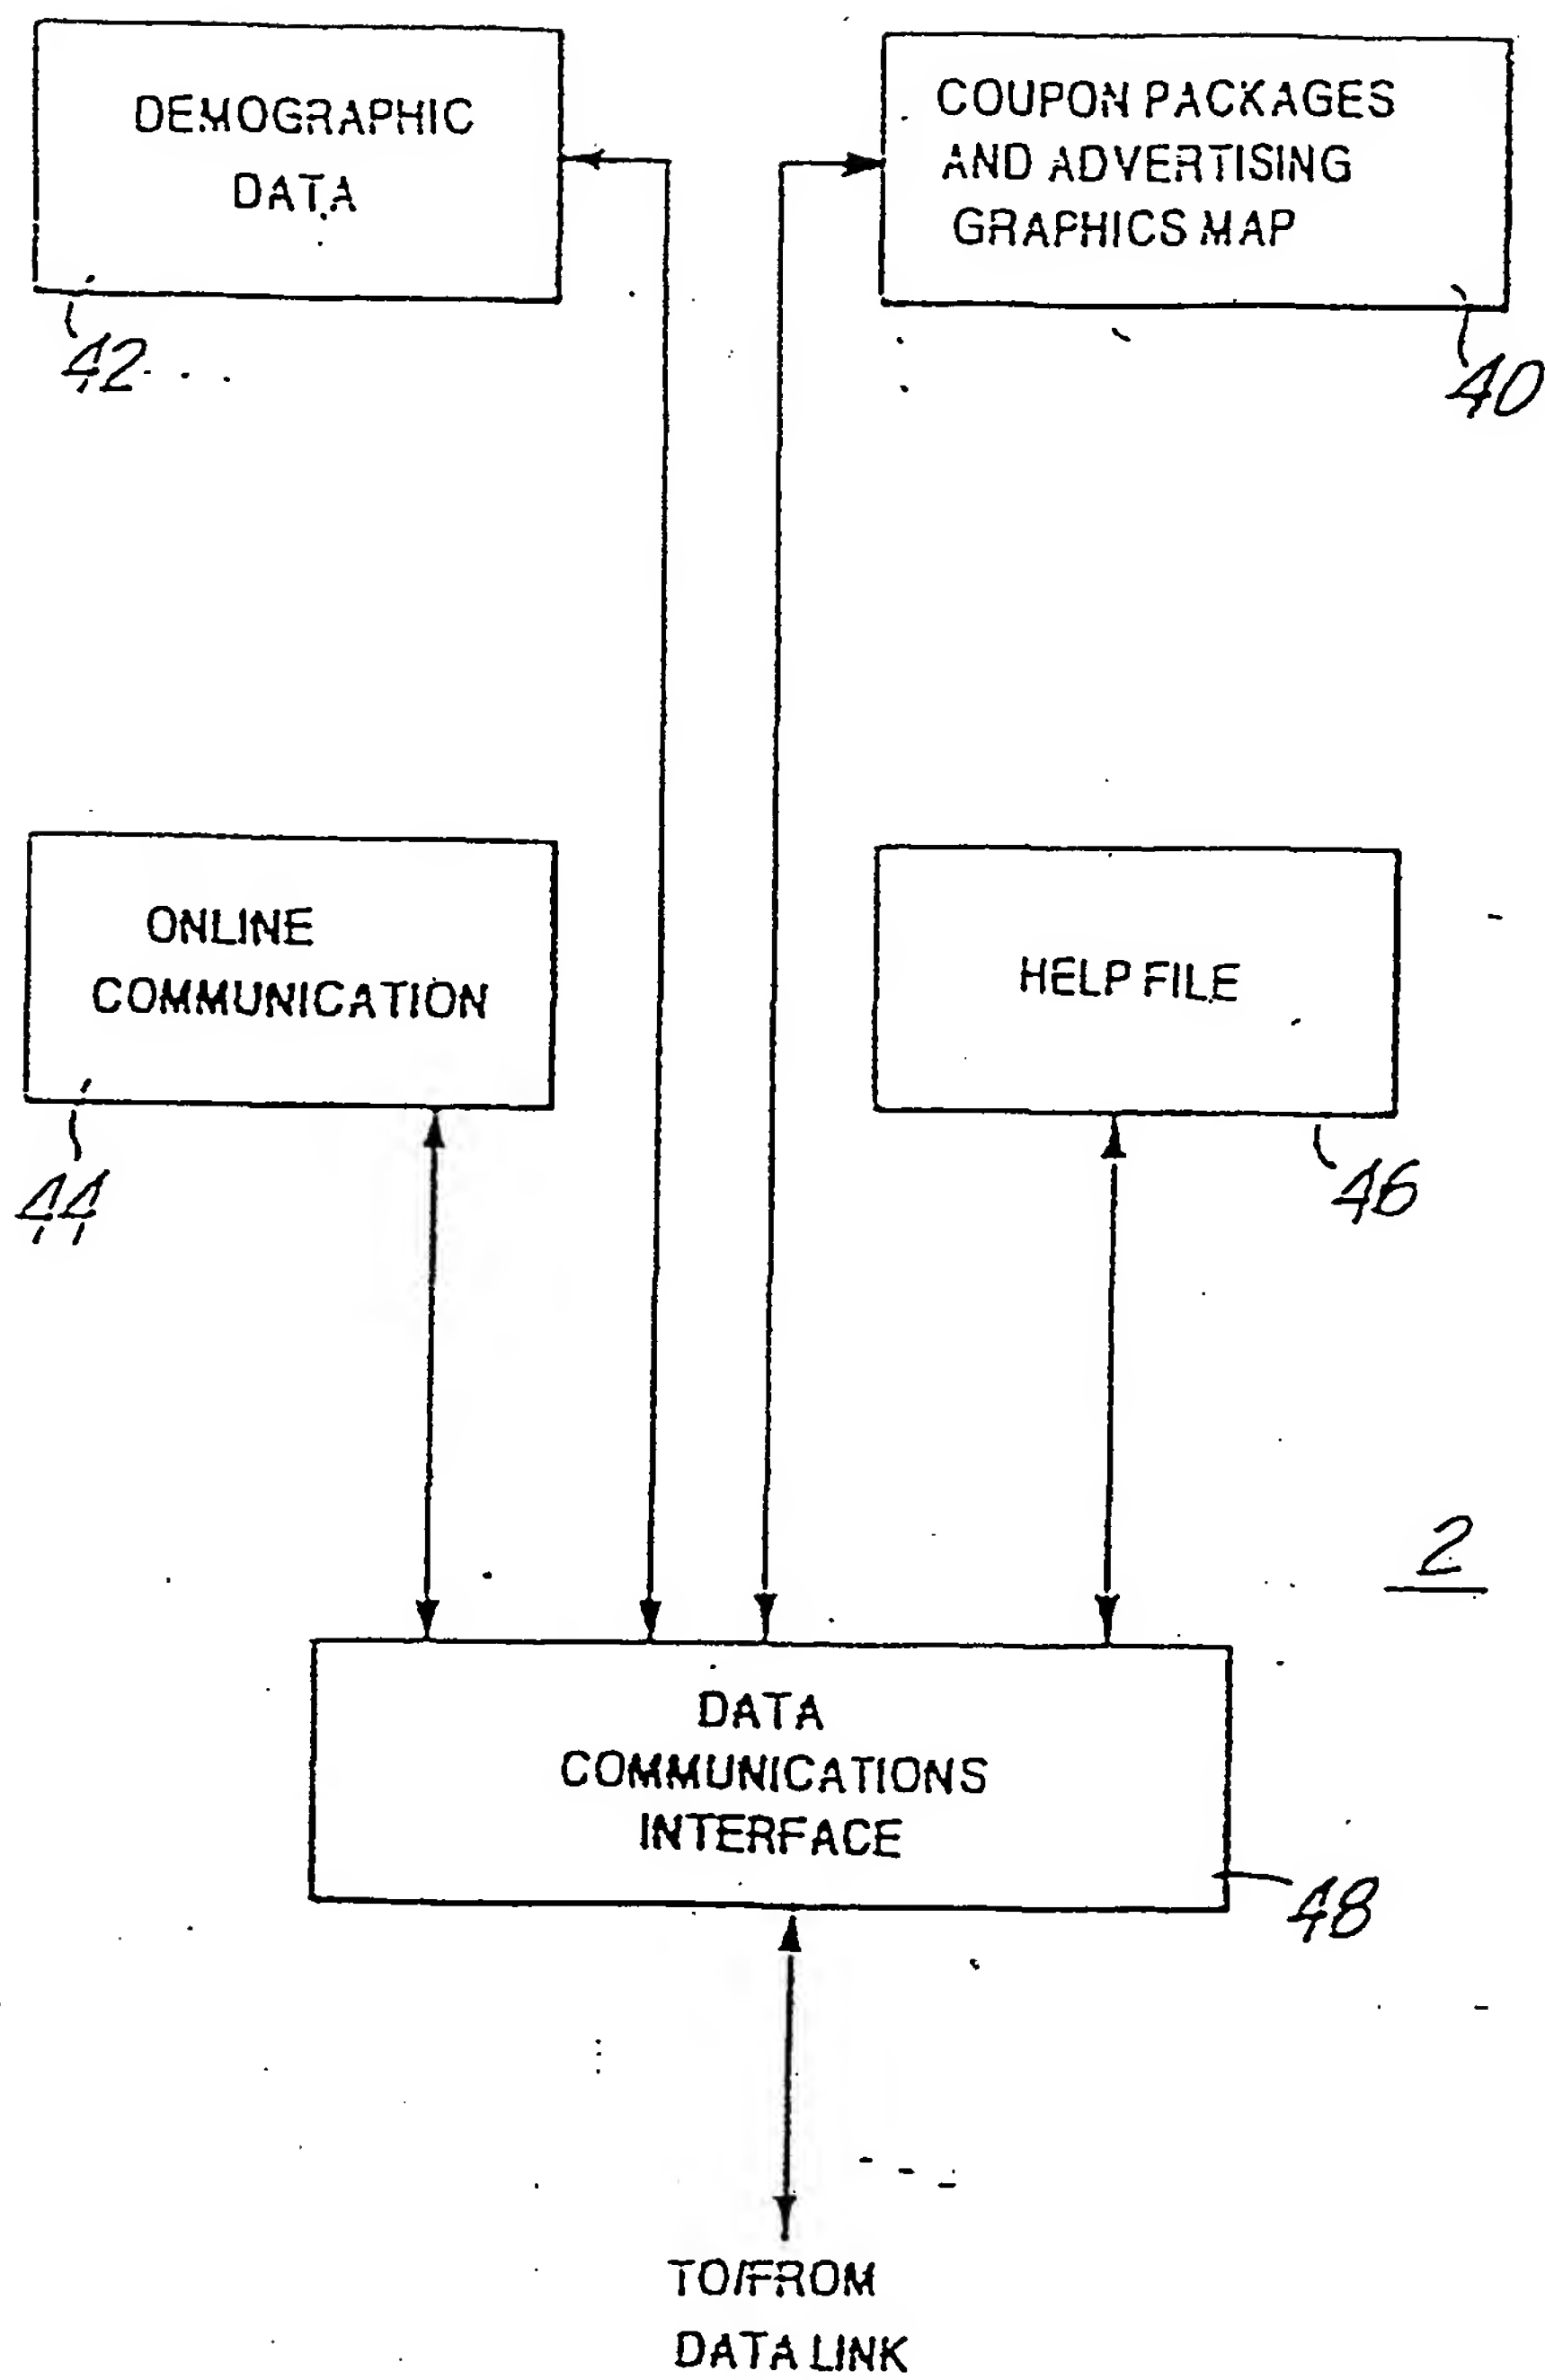 DEMOGRAPHIC
DATA
42
COUPON PACKAGES
AND ADVERTISING
GRAPHICS MAP
40
ONLINE
COMMUNICATION
44
HELP FILE
46
2
DATA
COMMUNICATIONS
INTERFACE
48
TO/FROM
DATA LINK